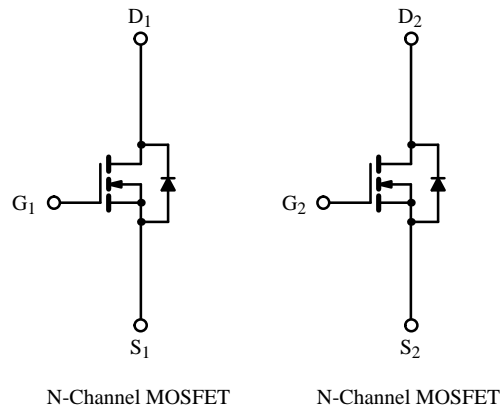 D1 D2
G1 G2
S1 S2
N-Channel MOSFET N-Channel MOSFET